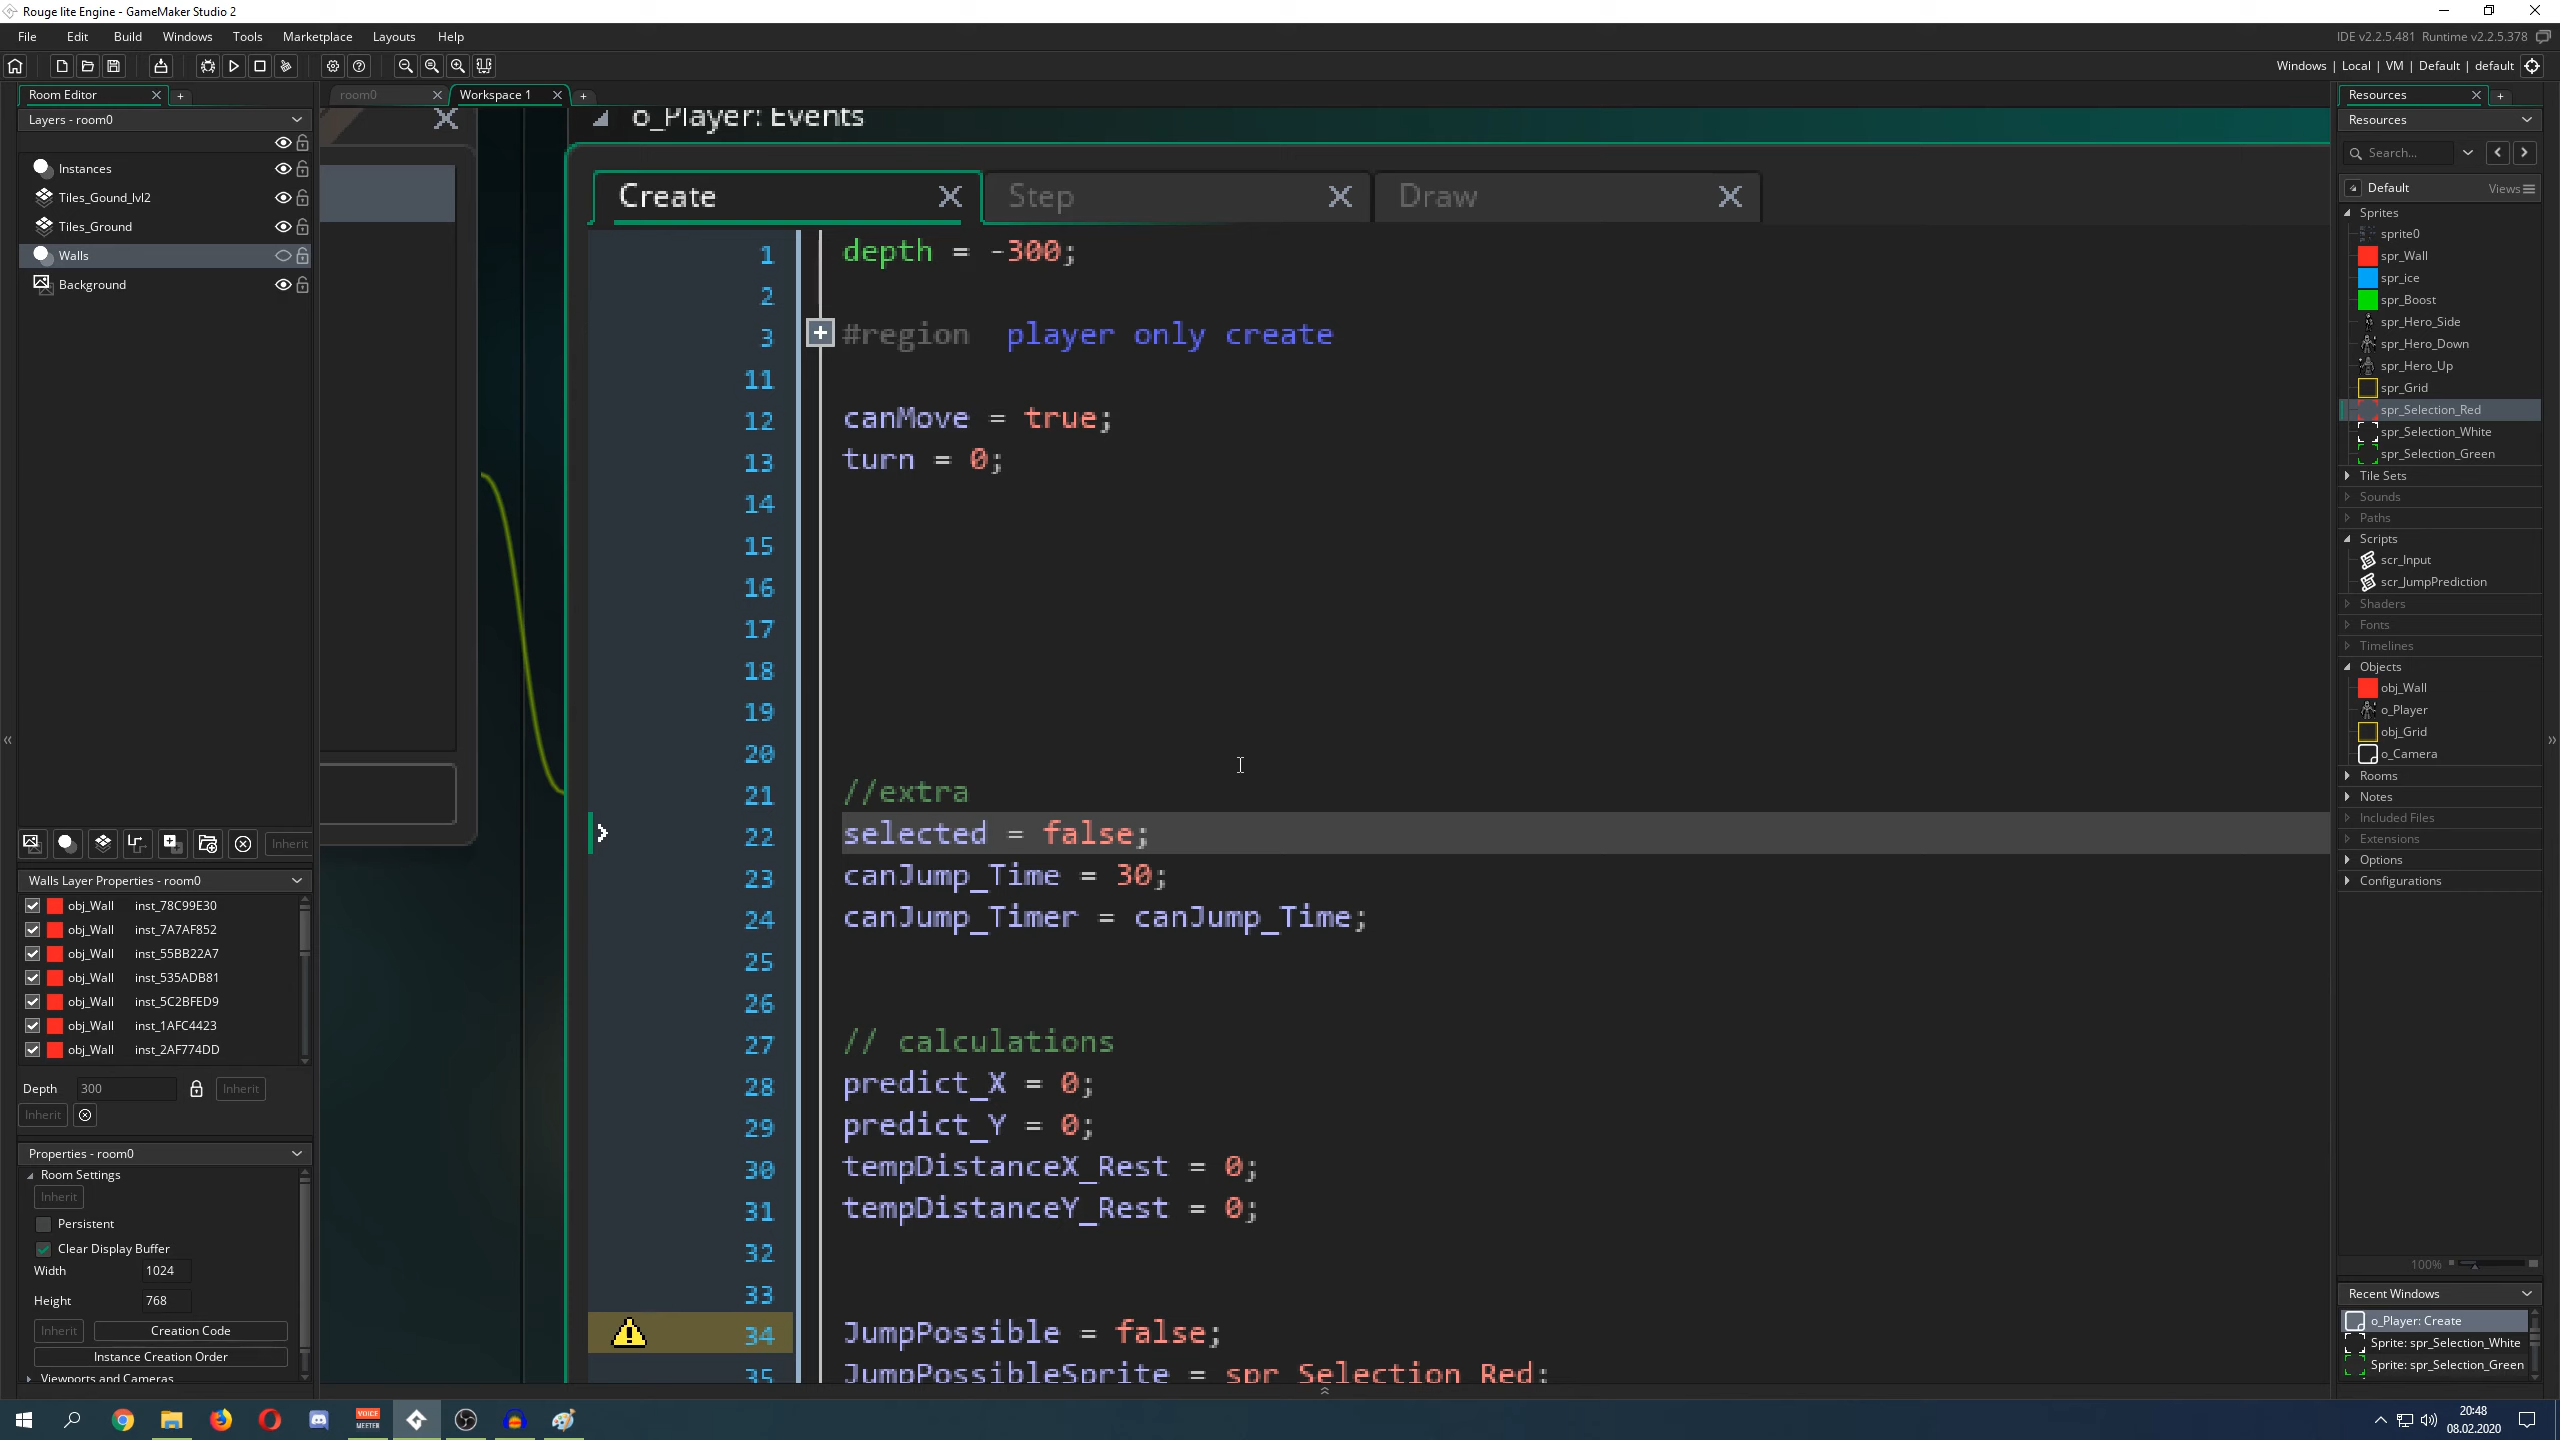 Rouge lite Engine - GameMaker Studio 2
File Edit Build Windows Tools Marketplace Layouts Help
IDE v2.2.5.481 Runtime v2.2.5.378
Windows | Local | VM | Default | default
Room Editor
Layers - room0
Instances
Tiles_Gound_lvl2
Tiles_Ground
Walls
Background
Inherit
Walls Layer Properties - room0
obj_Wall inst_78C99E30
obj_Wall inst_7A7AF852
obj_Wall inst_55BB22A7
obj_Wall inst_535ADB81
obj_Wall inst_5C2BFED9
obj_Wall inst_1AFC4423
obj_Wall inst_2AF774DD
Depth 300 Inherit
Inherit
Properties - room0
Room Settings
Inherit
Persistent
Clear Display Buffer
Width 1024
Height 768
Inherit Creation Code
Instance Creation Order
Viewports and Cameras
room0 Workspace 1
o_Player: Events
Create Step Draw
1 depth = -300;
2
3 #region player only create
11
12 canMove = true;
13 turn = 0;
14
15
16
17
18
19
20
21 //extra
22 selected = false;
23 canJump_Time = 30;
24 canJump_Timer = canJump_Time;
25
26
27 // calculations
28 predict_X = 0;
29 predict_Y = 0;
30 tempDistanceX_Rest = 0;
31 tempDistanceY_Rest = 0;
32
33
34 JumpPossible = false;
35 JumpPossibleSprite = spr_Selection_Red;
Resources
Resources
Search...
Default Views
Sprites
sprite0
spr_Wall
spr_ice
spr_Boost
spr_Hero_Side
spr_Hero_Down
spr_Hero_Up
spr_Grid
spr_Selection_Red
spr_Selection_White
spr_Selection_Green
Tile Sets
Sounds
Paths
Scripts
scr_Input
scr_JumpPrediction
Shaders
Fonts
Timelines
Objects
obj_Wall
o_Player
obj_Grid
o_Camera
Rooms
Notes
Included Files
Extensions
Options
Configurations
100%
Recent Windows
o_Player: Create
Sprite: spr_Selection_White
Sprite: spr_Selection_Green
VOICE
MEETER
20:48
08.02.2020